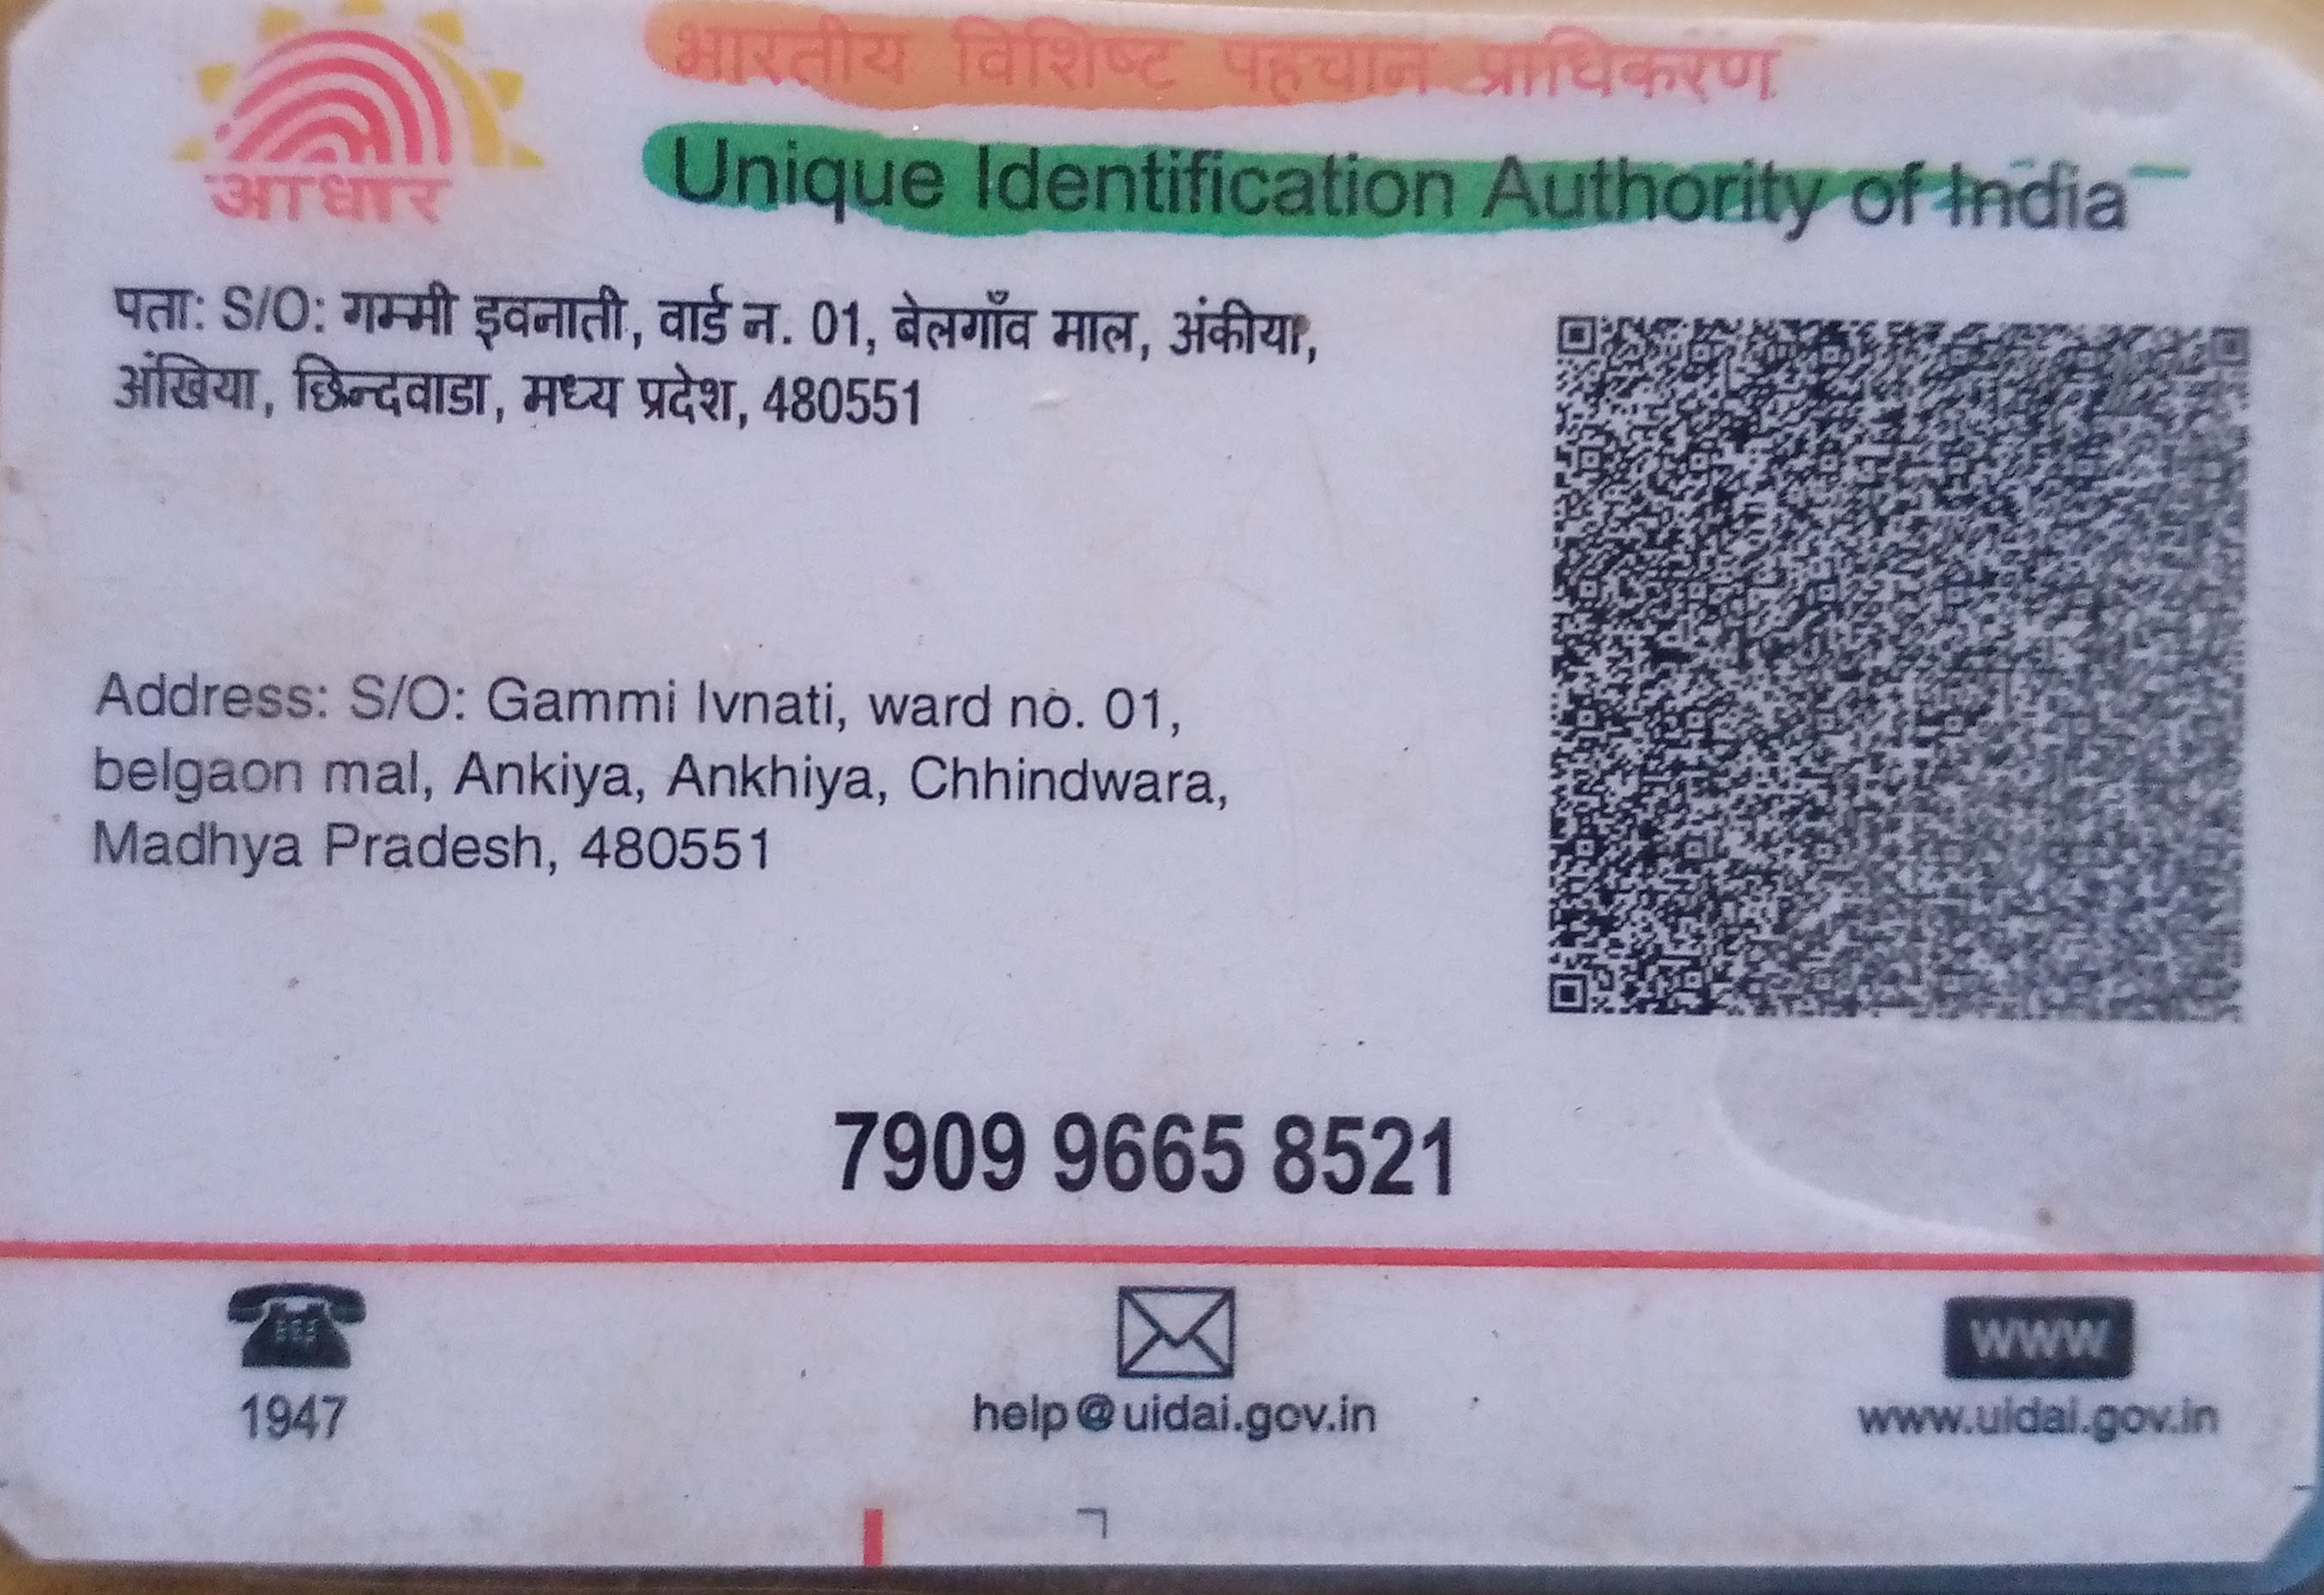 भारतीय विशिष्ट पहचान प्राधिकरण
Unique Identification Authority of India
आधार
पता: S/O: गम्मी इवनाती, वार्ड न. 01, बेलगाँव माल, अंकीया,
अंखिया, छिन्दवाडा, मध्य प्रदेश, 480551
Address: S/O: Gammi Ivnati, ward no. 01,
belgaon mal, Ankiya, Ankhiya, Chhindwara,
Madhya Pradesh, 480551
7909 9665 8521
WWW
1947
help@uidai.gov.in
www.uidai.gov.in